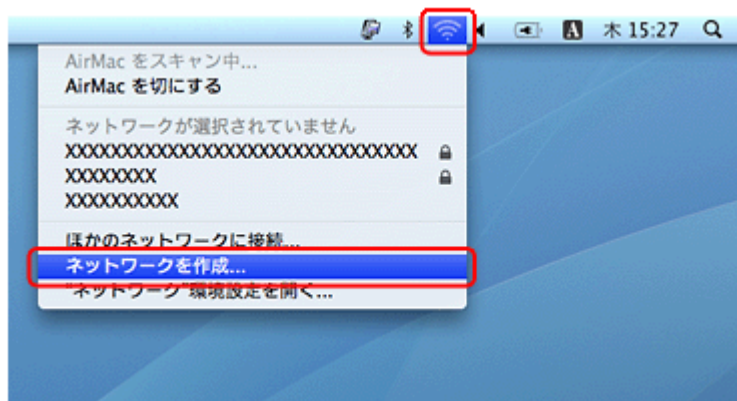 A 木 15:27
AirMac をスキャン中...
AirMac を切にする
ネットワークが選択されていません
XXXXXXXXXXXXXXXXXXXXXXXXXXXXXXX
XXXXXXXX
XXXXXXXXXX
ほかのネットワークに接続...
ネットワークを作成...
"ネットワーク"環境設定を開く...